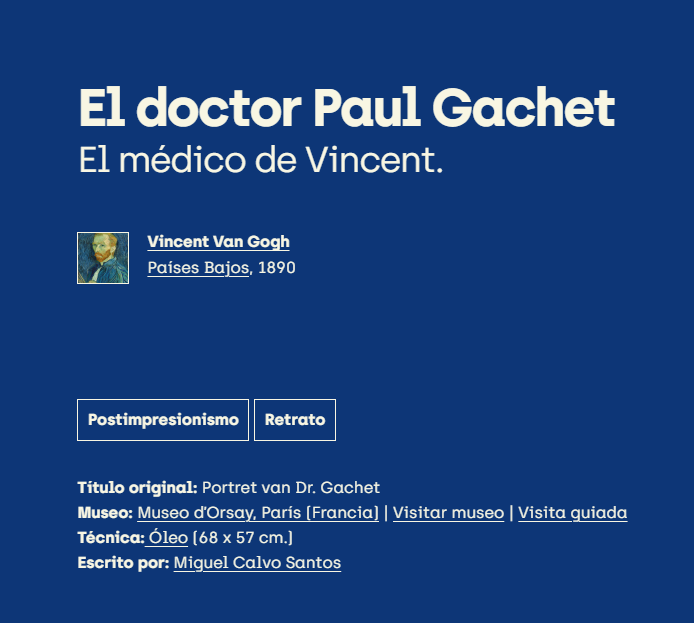 El doctor Paul Gachet
El médico de Vincent.
Vincent Van Gogh
Países Bajos, 1890
Postimpresionismo
Retrato
Título original: Portret van Dr. Gachet
Museo: Museo d'Orsay, París (Francia) | Visitar museo | Visita guiada
Técnica: Óleo (68 x 57 cm.)
Escrito por: Miguel Calvo Santos